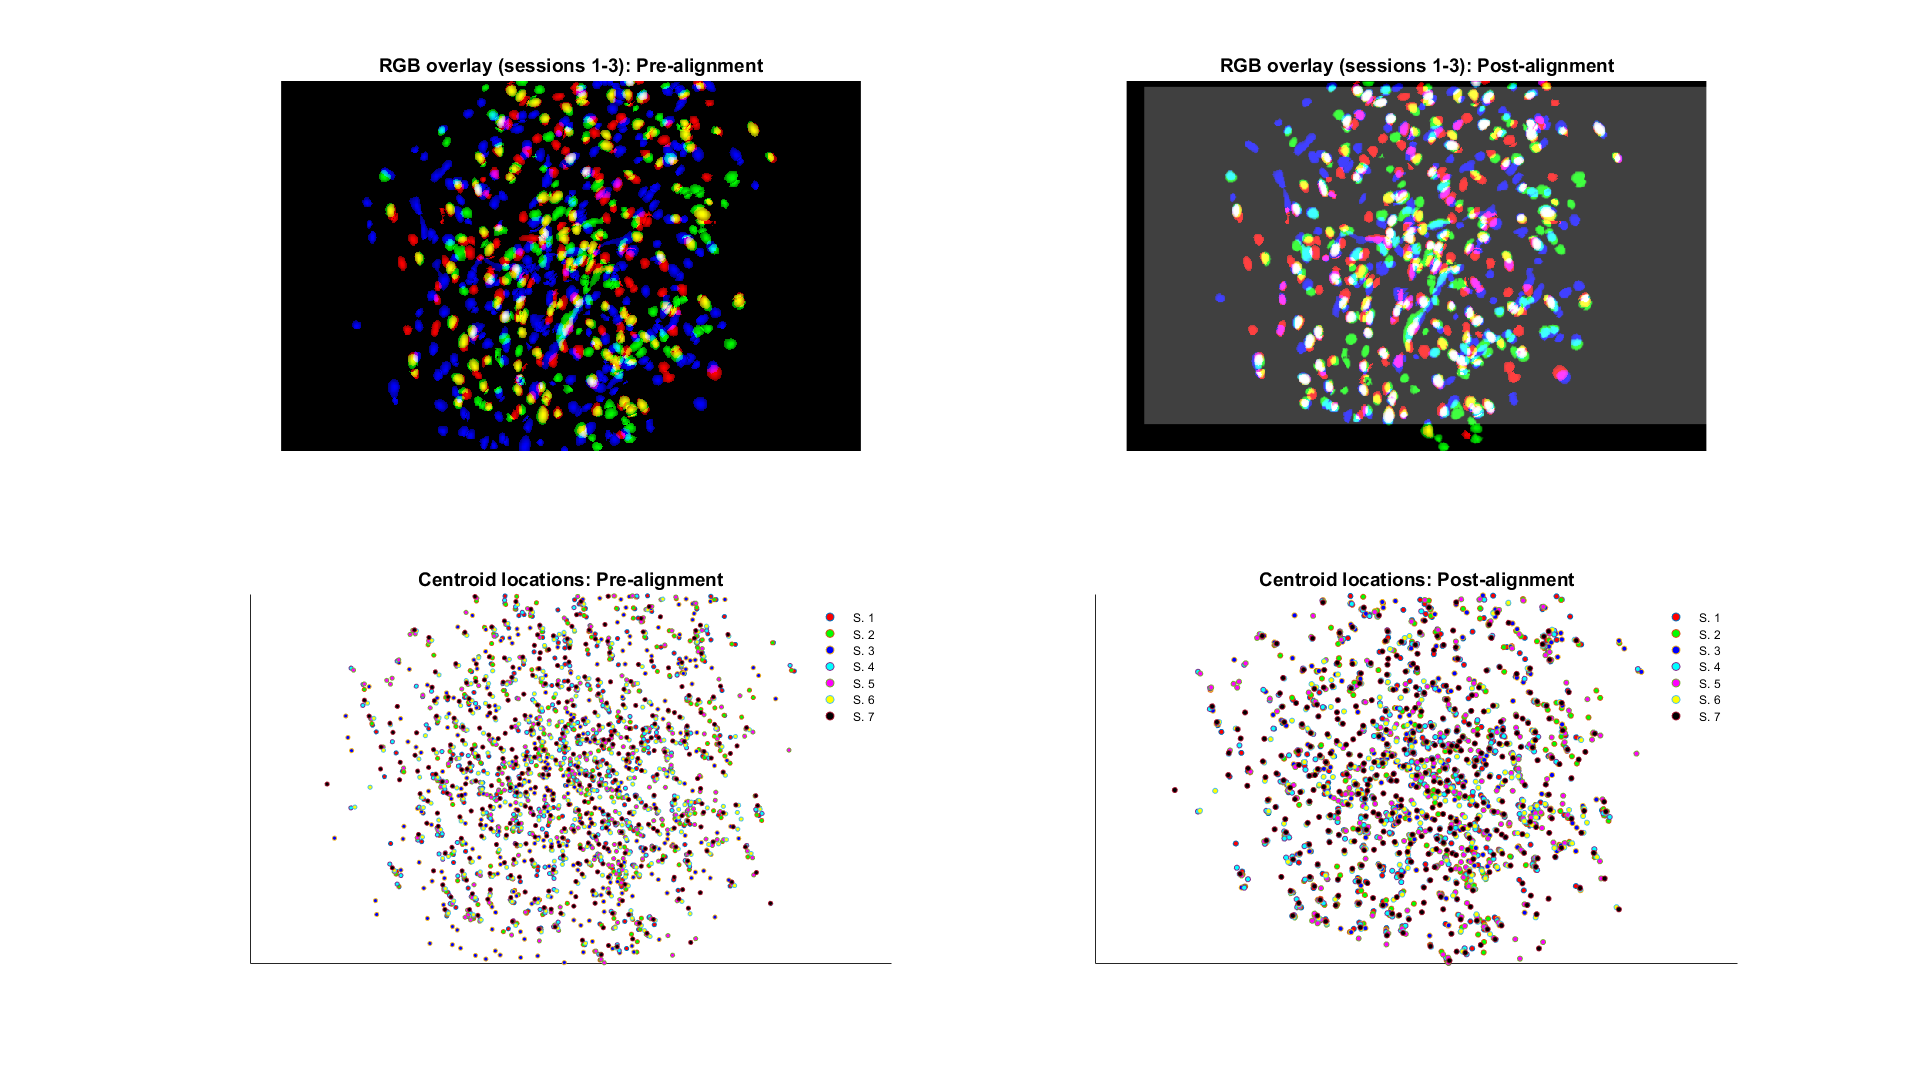 RGB overlay (sessions 1-3): Pre-alignment
RGB overlay (sessions 1-3): Post-alignment
Centroid locations: Pre-alignment
S. 1
S. 2
S. 3
S. 4
S. 5
S. 6
S. 7
Centroid locations: Post-alignment
S. 1
S. 2
S. 3
S. 4
S. 5
S. 6
S. 7